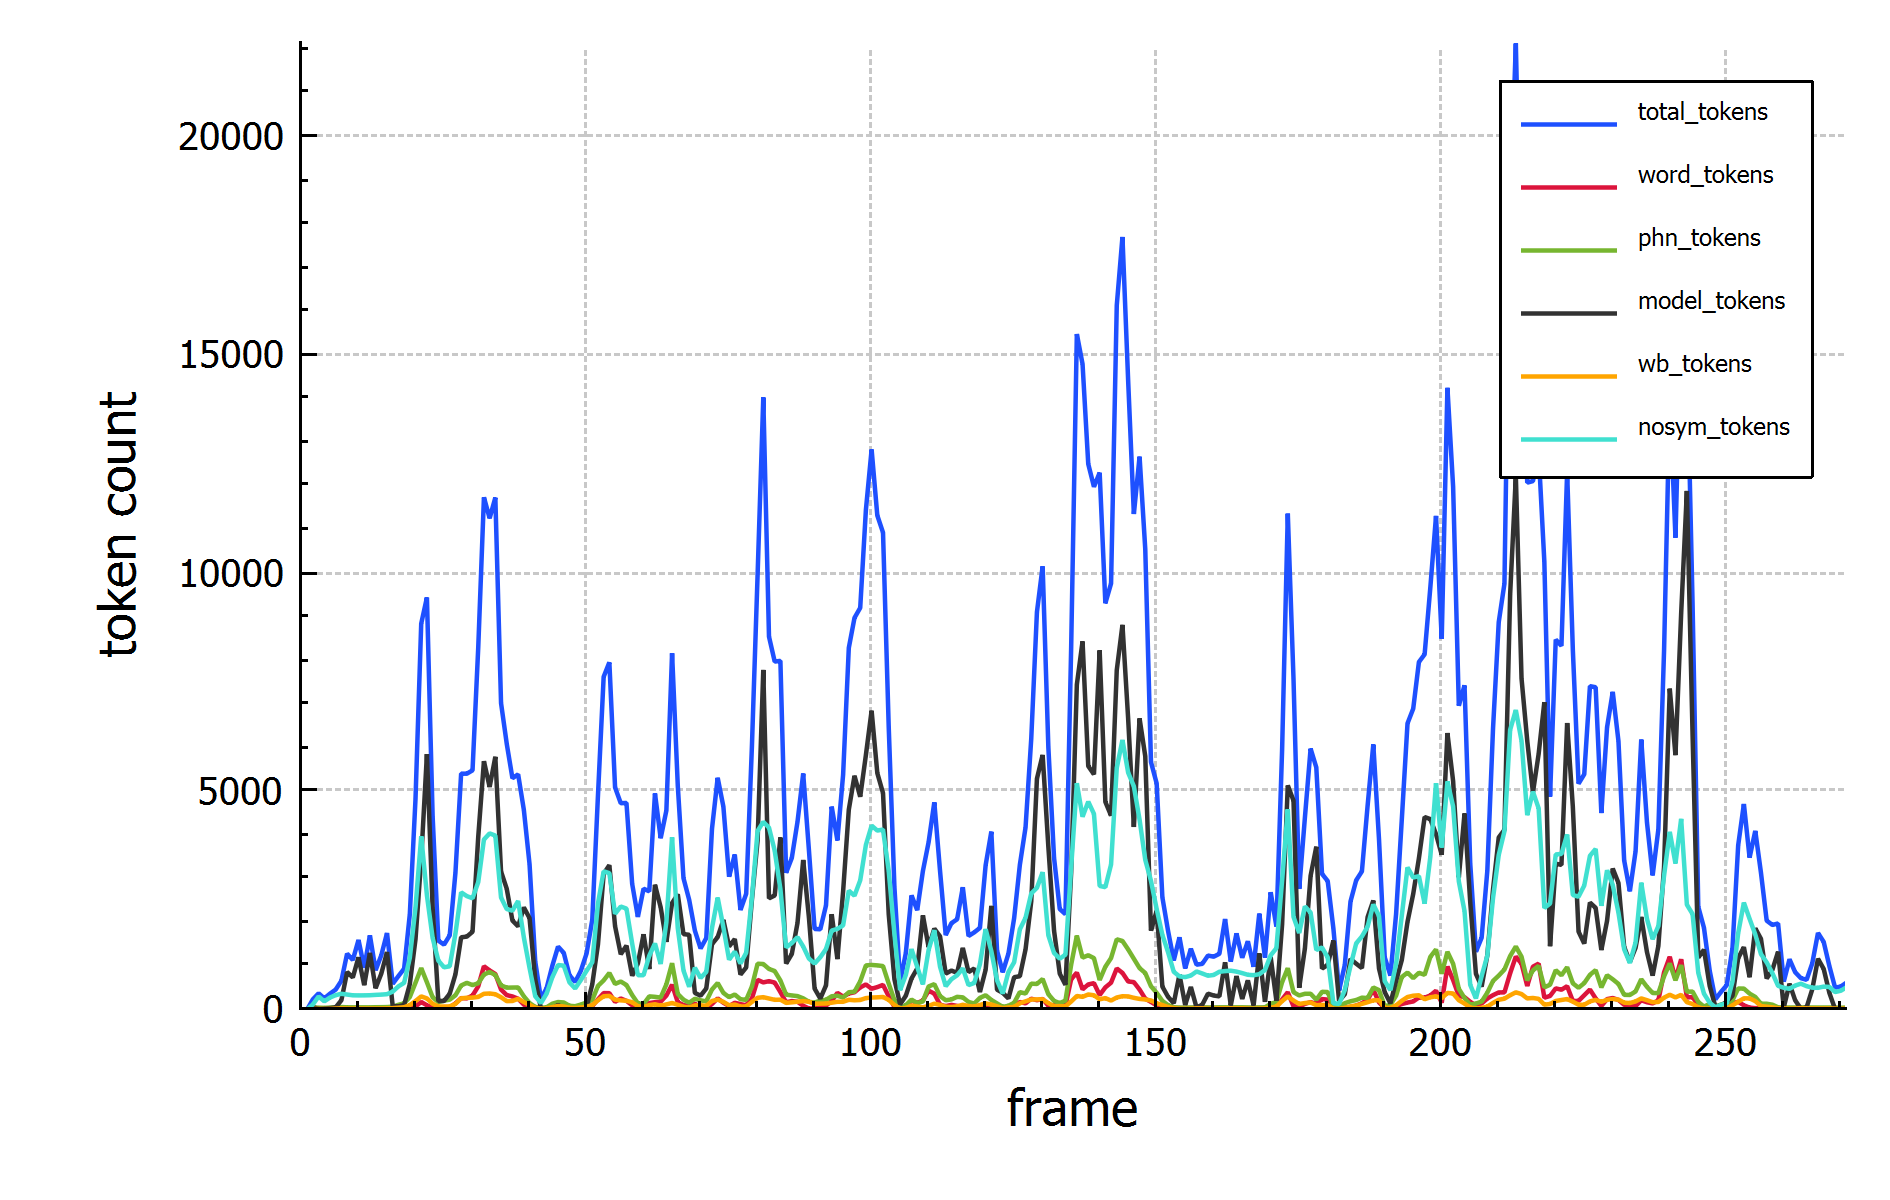 token count
20000
15000
10000
5000
0
0 50 100 150 200 250
frame
total_tokens
word_tokens
phn_tokens
model_tokens
wb_tokens
nosym_tokens